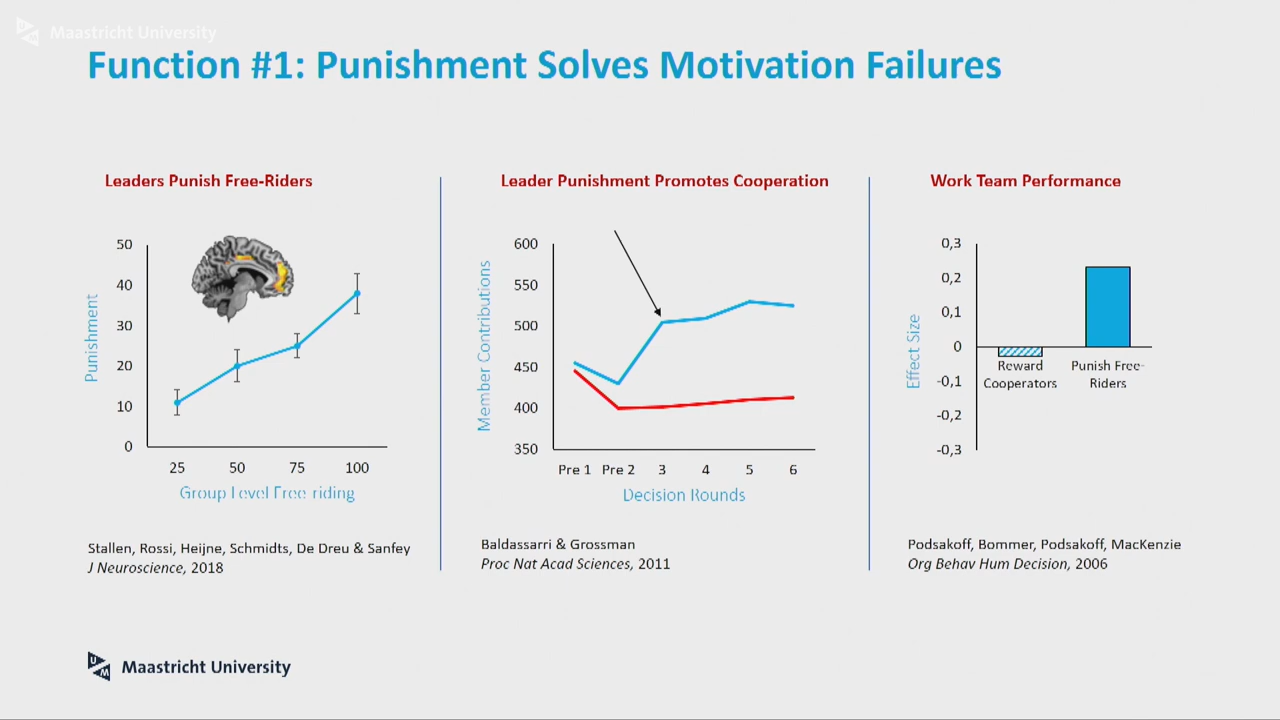 Maastricht University
Function #1: Punishment Solves Motivation Failures
Leaders Punish Free-Riders
Punishment
50
40
30
20
10
0
25 50 75 100
Group Level Free-riding
Stallen, Rossi, Heijne, Schmidts, De Dreu & Sanfey
J Neuroscience, 2018
Leader Punishment Promotes Cooperation
Member Contributions
600
550
500
450
400
350
Pre 1 Pre 2 3 4 5 6
Decision Rounds
Baldassarri & Grossman
Proc Nat Acad Sciences, 2011
Work Team Performance
Effect Size
0,3
0,2
0,1
0
-0,1
-0,2
-0,3
Reward
Cooperators
Punish Free-
Riders
Podsakoff, Bommer, Podsakoff, MacKenzie
Org Behav Hum Decision, 2006
UM Maastricht University